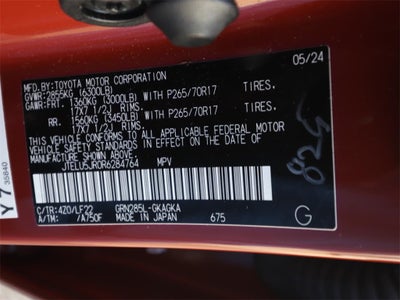 MFD.BY:TOYOTA MOTOR CORPORATION 05/24
GVWR:2855KG (6300LB)
GAWR:FRT. 1360KG (3000LB) WITH P265/70R17 TIRES.
17X7 1/2J RIMS.
RR. 1560KG (3450LB) WITH P265/70R17 TIRES.
17X7 1/2J RIMS.
THIS VEHICLE CONFORMS TO ALL APPLICABLE FEDERAL MOTOR
VEHICLE SAFETY STANDARDS IN EFFECT ON THE DATE OF
MANUFACTURE SHOWN ABOVE.
JTELU5JR0R6284764 MPV
C/TR:4Z0/LF22 GRN285L-GKAGKA
A/TM: /A750F MADE IN JAPAN 675
G
Y7
35840